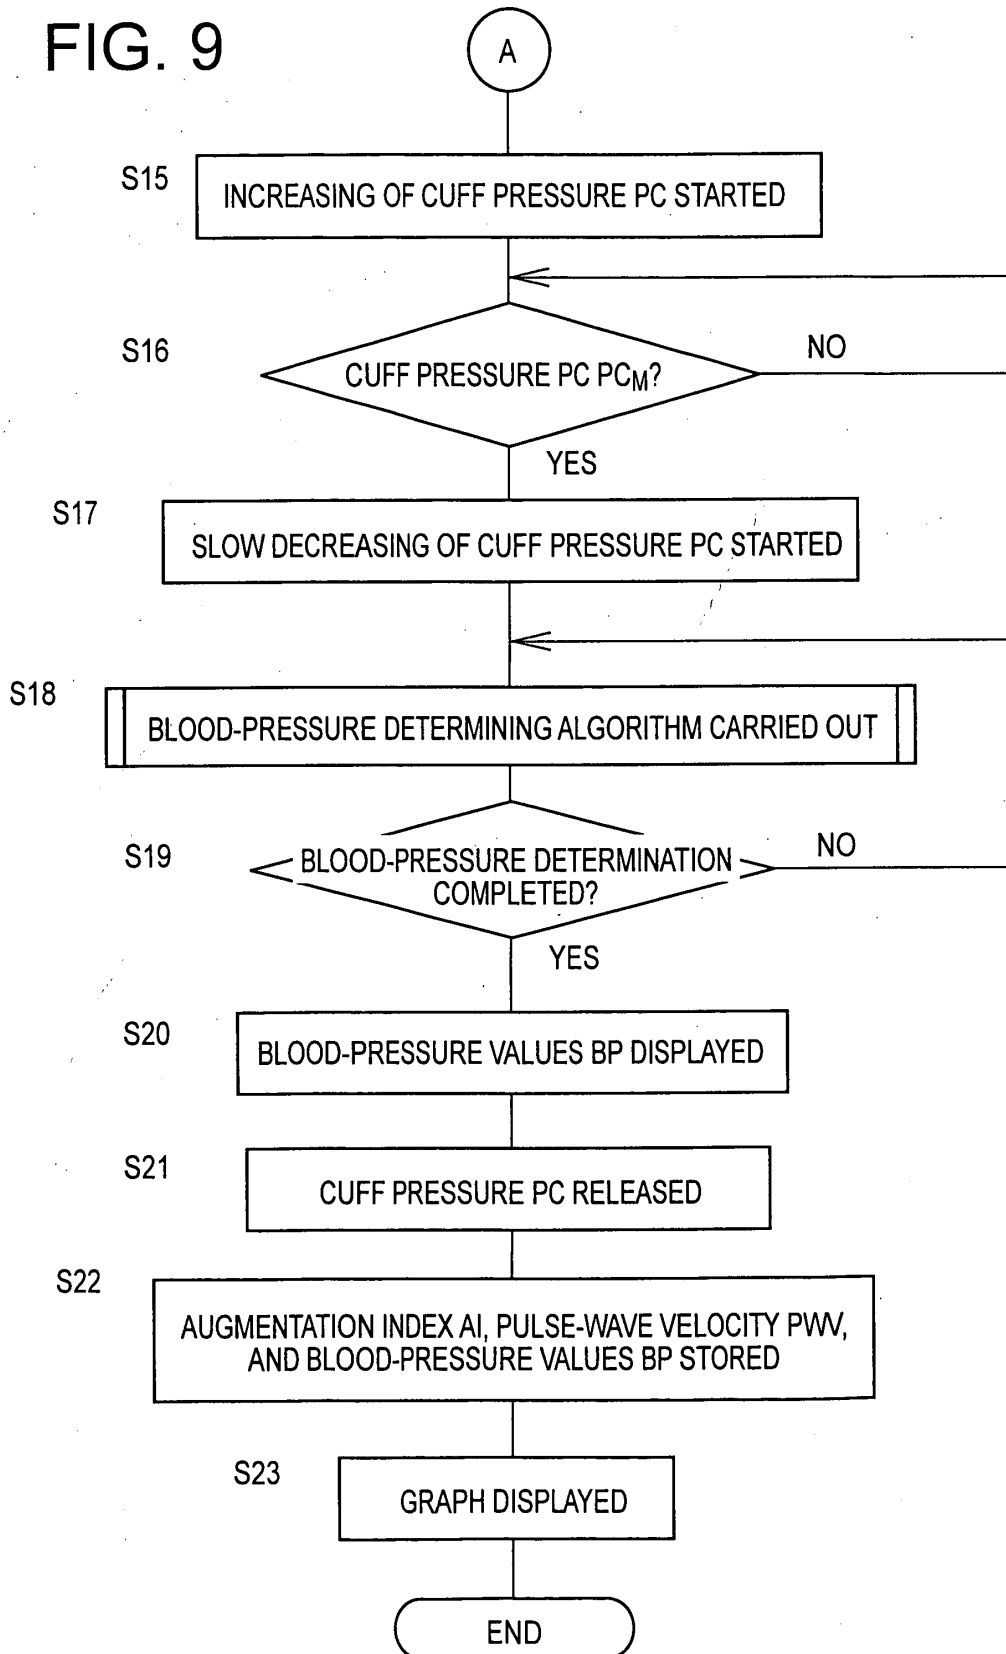 FIG. 9
A
S15
INCREASING OF CUFF PRESSURE PC STARTED
S16
CUFF PRESSURE PC PCM?
NO
YES
S17
SLOW DECREASING OF CUFF PRESSURE PC STARTED
S18
BLOOD-PRESSURE DETERMINING ALGORITHM CARRIED OUT
S19
BLOOD-PRESSURE DETERMINATION
COMPLETED?
NO
YES
S20
BLOOD-PRESSURE VALUES BP DISPLAYED
S21
CUFF PRESSURE PC RELEASED
S22
AUGMENTATION INDEX AI, PULSE-WAVE VELOCITY PWV,
AND BLOOD-PRESSURE VALUES BP STORED
S23
GRAPH DISPLAYED
END